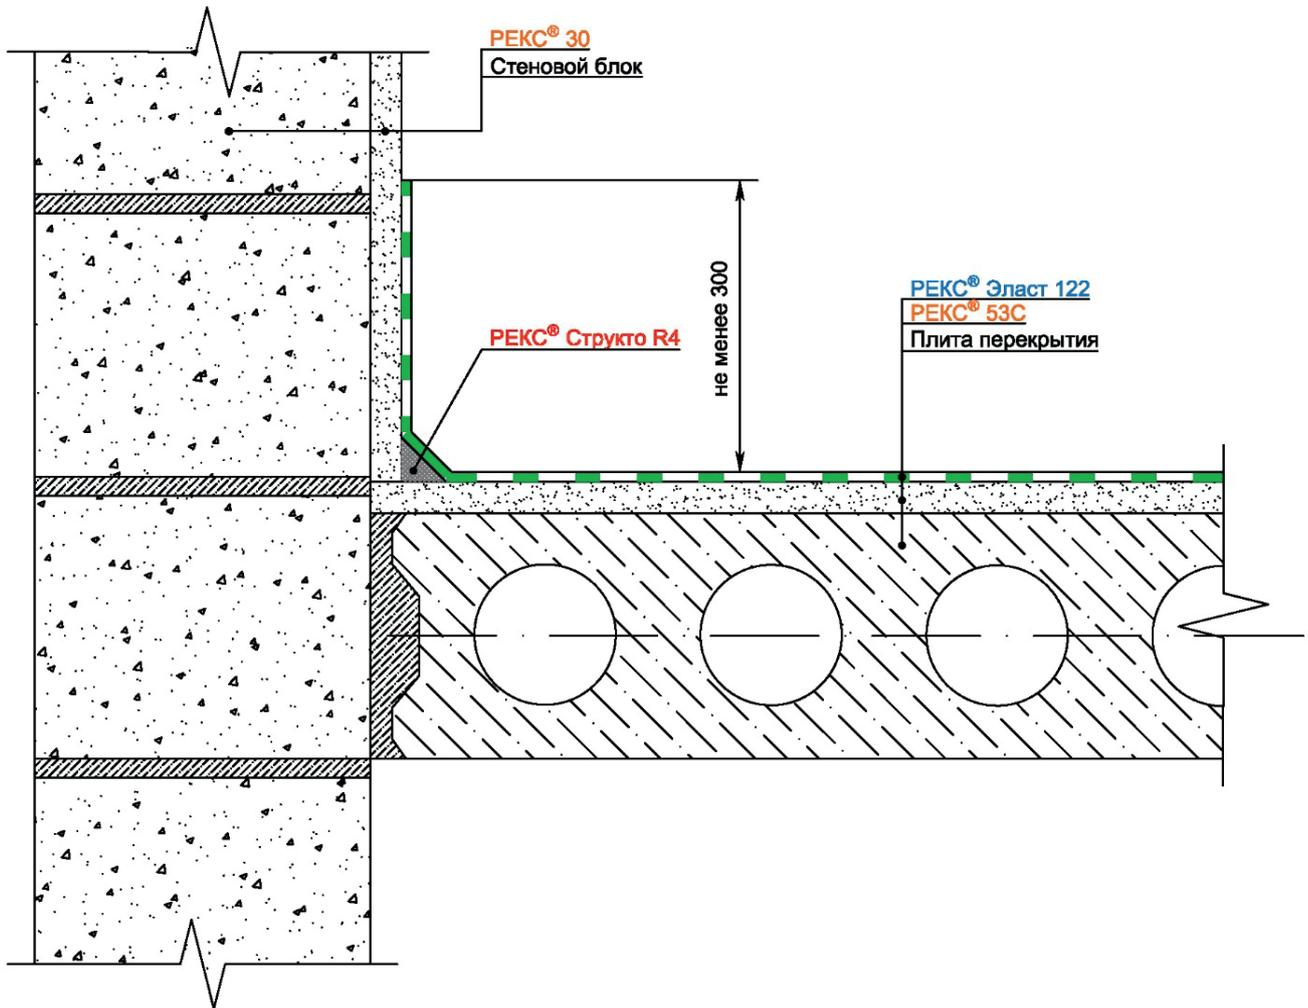 РЕКС® 30
Стеновой блок
РЕКС® Эласт 122
РЕКС® 53С
Плита перекрытия
РЕКС® Структо R4
не менее 300